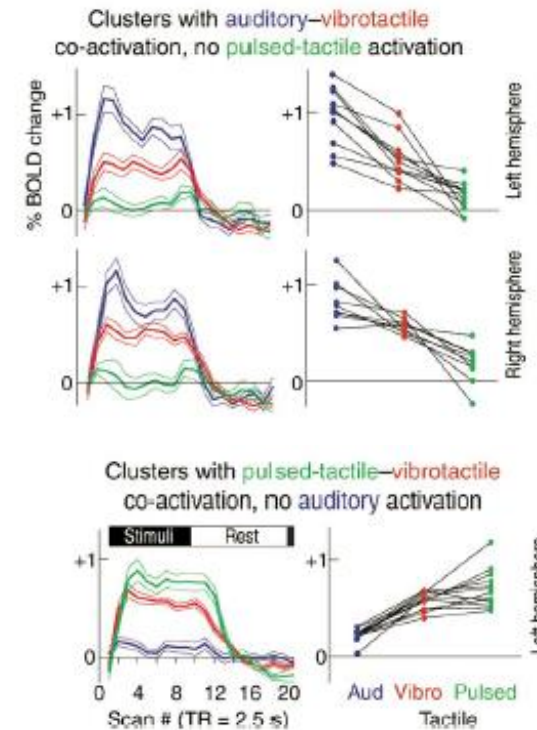 Clusters with auditory–vibrotactile
co-activation, no pulsed-tactile activation
% BOLD change
+1
0
+1
0
Left hemisphere
+1
0
+1
0
Right hemisphere
Clusters with pulsed-tactile–vibrotactile
co-activation, no auditory activation
Stimuli Rest
+1
0
+1
0
Left hemisphere
0 4 8 12 16 20
Scan # (TR = 2.5 s)
Aud Vibro Pulsed
Tactile